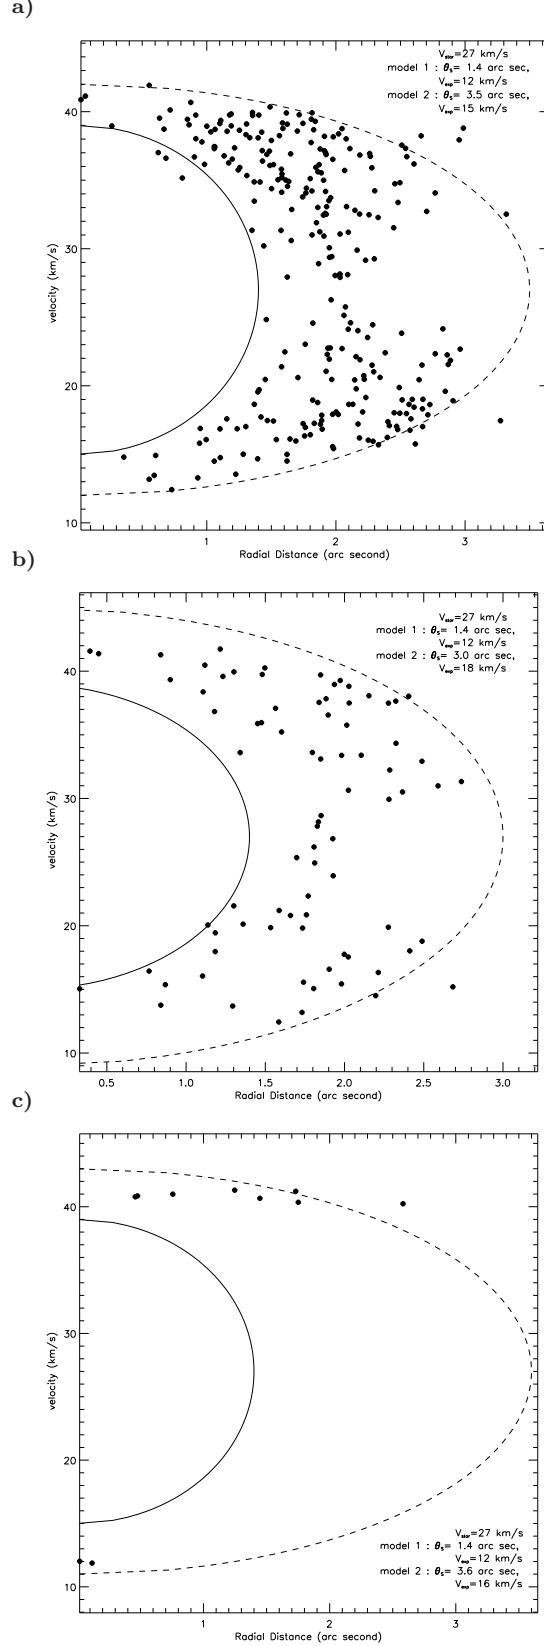 a)
V_star=27 km/s
model 1 : θ_S= 1.4 arc sec,
V_exp=12 km/s
model 2 : θ_S= 3.5 arc sec,
V_exp=15 km/s
40
30
20
10
velocity (km/s)
1 2 3
Radial Distance (arc second)
b)
V_star=27 km/s
model 1 : θ_S= 1.4 arc sec,
V_exp=12 km/s
model 2 : θ_S= 3.0 arc sec,
V_exp=18 km/s
40
30
20
10
velocity (km/s)
0.5 1.0 1.5 2.0 2.5 3.0
Radial Distance (arc second)
c)
40
30
20
10
velocity (km/s)
V_star=27 km/s
model 1 : θ_S= 1.4 arc sec,
V_exp=12 km/s
model 2 : θ_S= 3.6 arc sec,
V_exp=16 km/s
1 2 3
Radial Distance (arc second)